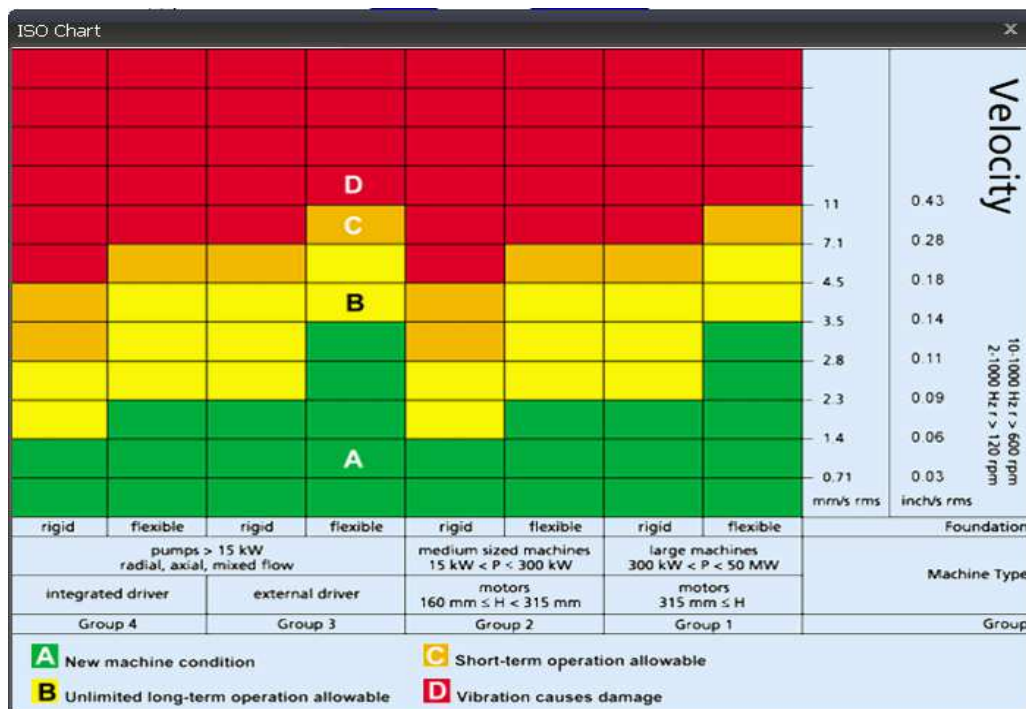 ISO Chart x
D
C
B
A
11 0.43
7.1 0.28
4.5 0.18
3.5 0.14
2.8 0.11
2.3 0.09
1.4 0.06
0.71 0.03
mm/s rms inch/s rms
Velocity
10-1000 Hz r > 600 rpm
2-1000 Hz r > 120 rpm
rigid flexible rigid flexible rigid flexible rigid flexible Foundation
pumps > 15 kW
radial, axial, mixed flow
medium sized machines
15 kW < P ≤ 300 kW
large machines
300 kW < P < 50 MW
Machine Type
integrated driver external driver
motors
160 mm ≤ H < 315 mm
motors
315 mm ≤ H
Group 4 Group 3 Group 2 Group 1 Group
A New machine condition
C Short-term operation allowable
B Unlimited long-term operation allowable
D Vibration causes damage